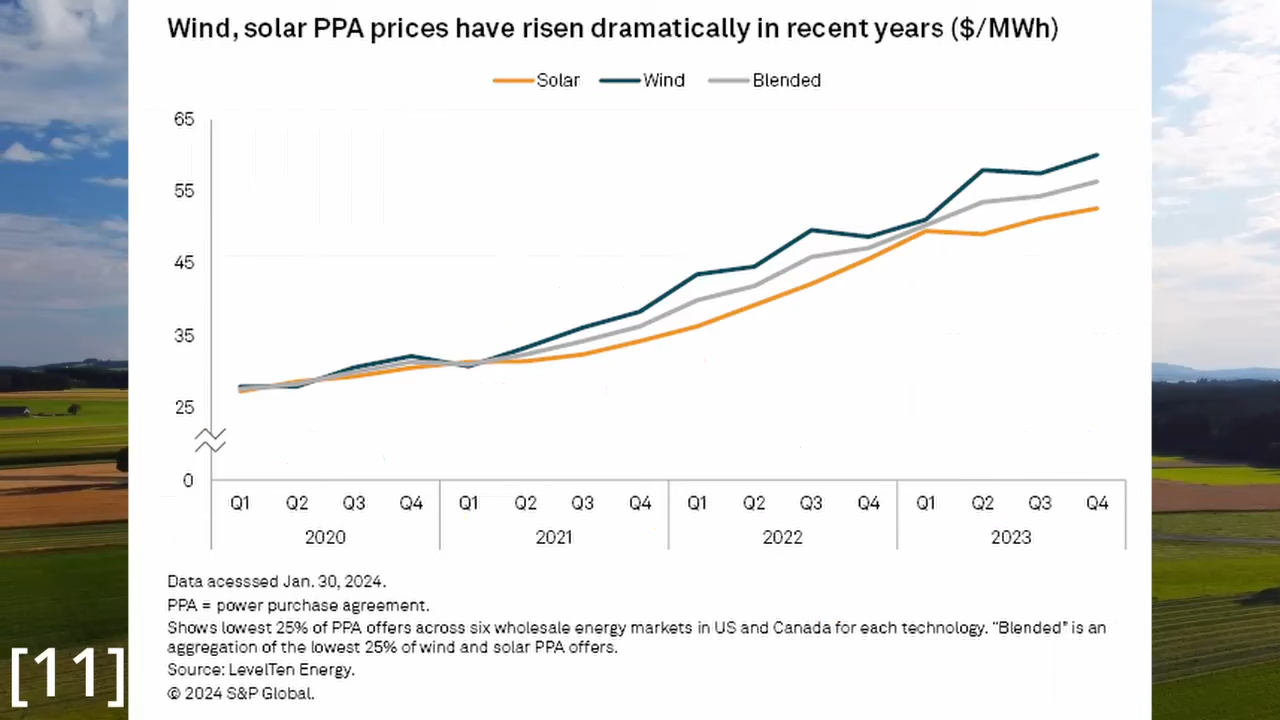 Wind, solar PPA prices have risen dramatically in recent years ($/MWh)
Solar Wind Blended
65
55
45
35
25
0
Q1 Q2 Q3 Q4 Q1 Q2 Q3 Q4 Q1 Q2 Q3 Q4 Q1 Q2 Q3 Q4
2020 2021 2022 2023
Data acesssed Jan. 30, 2024.
PPA = power purchase agreement.
Shows lowest 25% of PPA offers across six wholesale energy markets in US and Canada for each technology. "Blended" is an
aggregation of the lowest 25% of wind and solar PPA offers.
Source: LevelTen Energy.
© 2024 S&P Global.
[11]